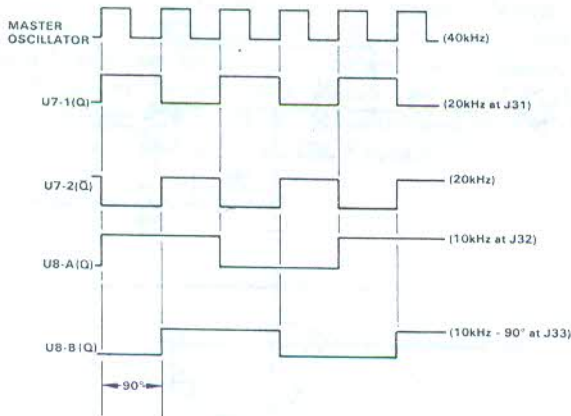 MASTER
OSCILLATOR
(40kHz)
U7-1(Q)
(20kHz at J31)
U7-2(Q̄)
(20kHz)
U8-A(Q)
(10kHz at J32)
U8-B(Q)
(10kHz - 90° at J33)
90°